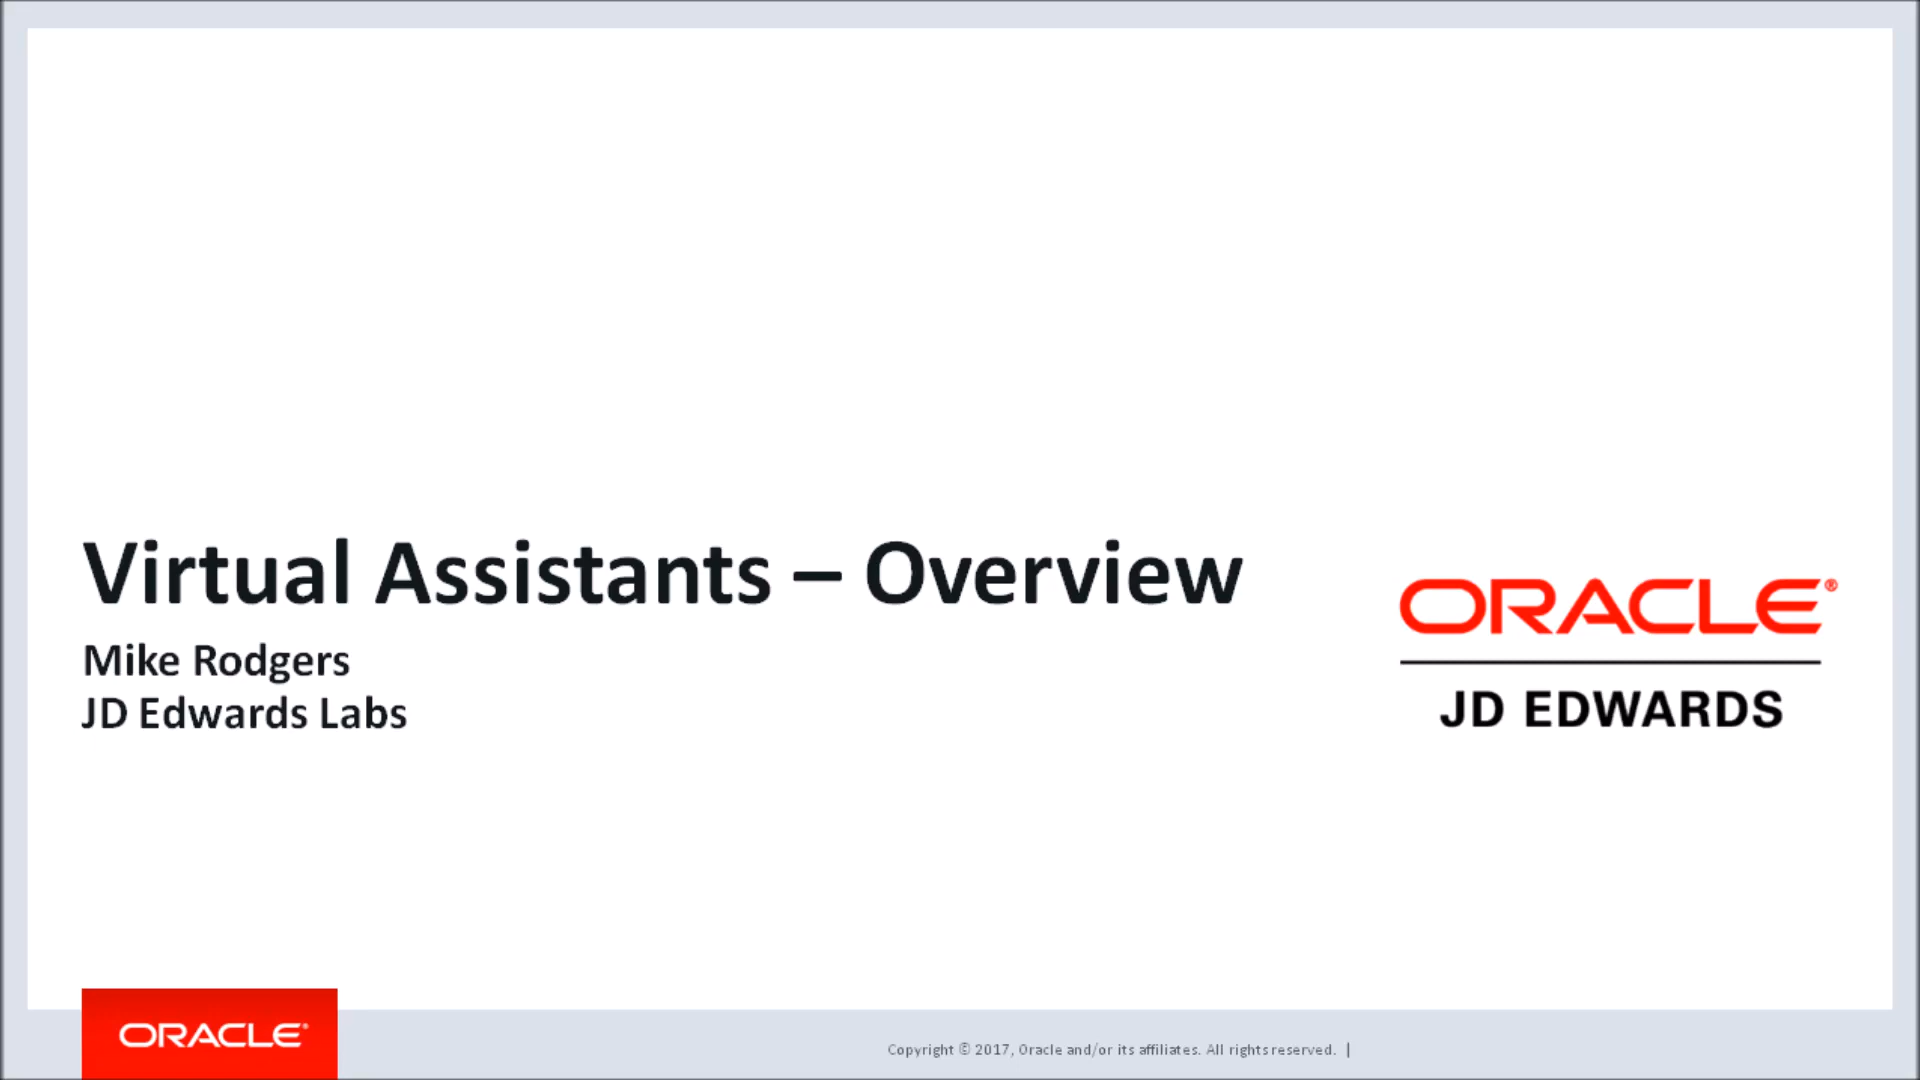 Virtual Assistants – Overview
Mike Rodgers
JD Edwards Labs
ORACLE®
JD EDWARDS
ORACLE®
Copyright © 2017, Oracle and/or its affiliates. All rights reserved. |